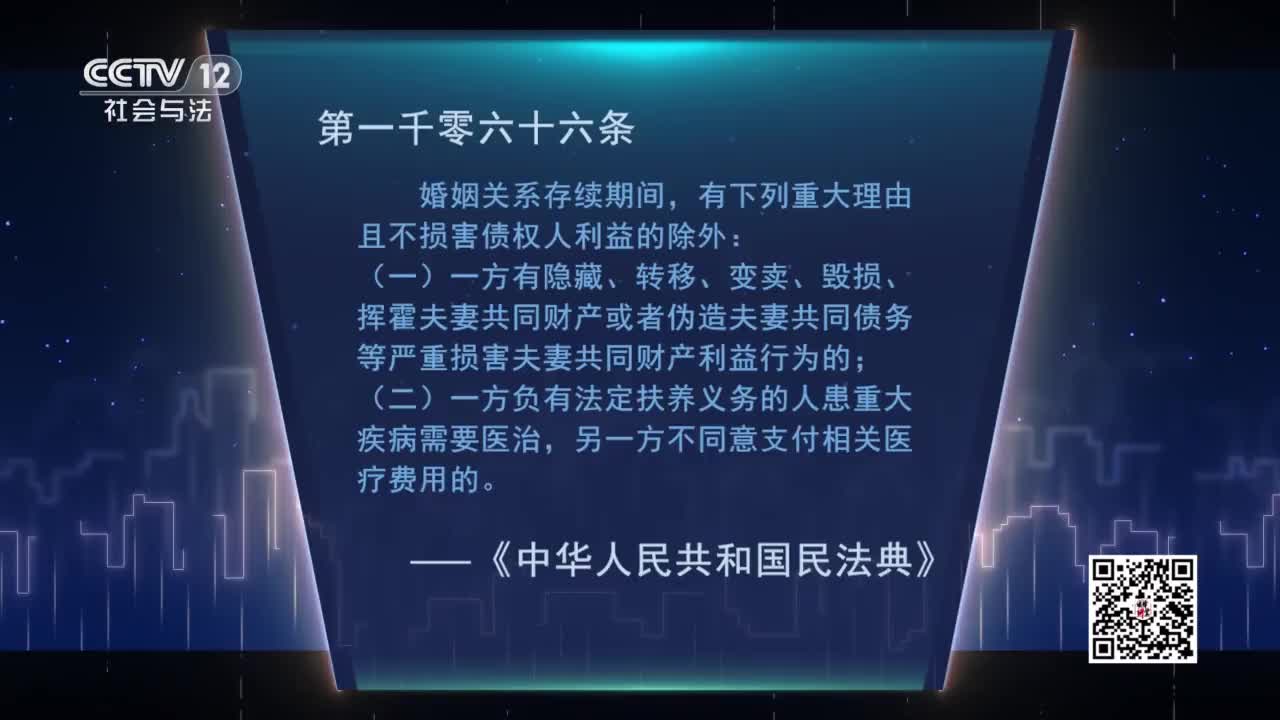 CCTV 12
社会与法
第一千零六十六条
婚姻关系存续期间，有下列重大理由
且不损害债权人利益的除外：
（一）一方有隐藏、转移、变卖、毁损、
挥霍夫妻共同财产或者伪造夫妻共同债务
等严重损害夫妻共同财产利益行为的；
（二）一方负有法定扶养义务的人患重大
疾病需要医治，另一方不同意支付相关医
疗费用的。
——《中华人民共和国民法典》